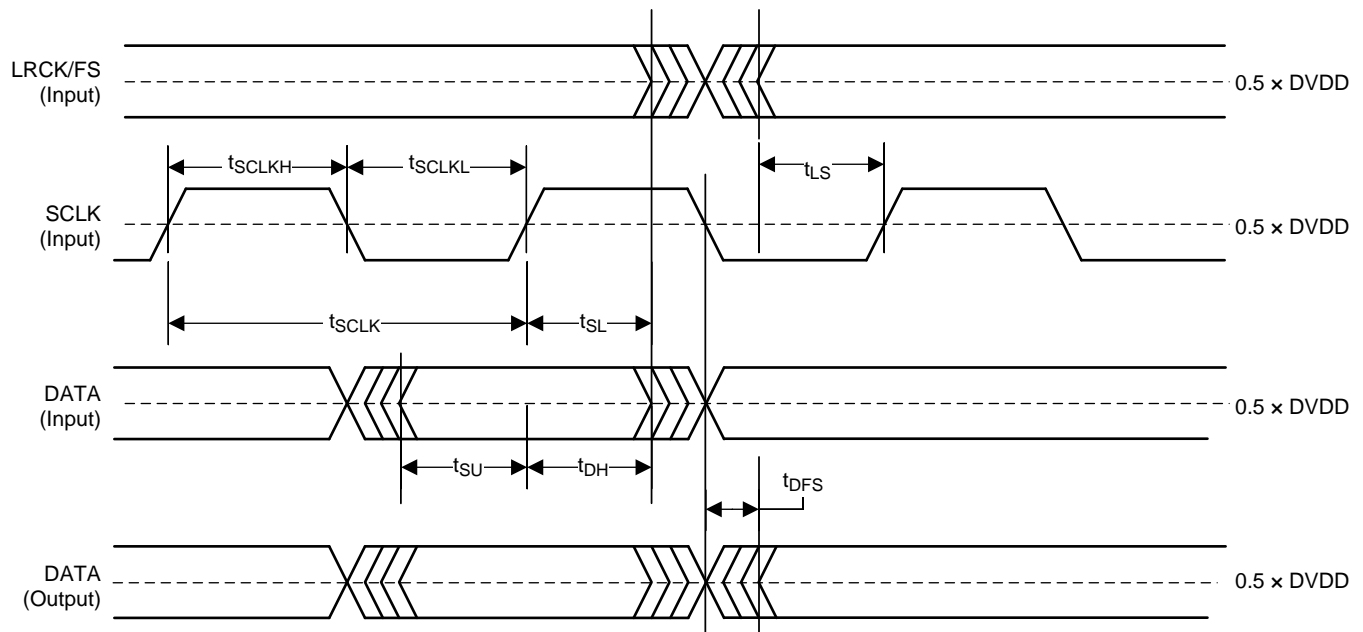 LRCK/FS
(Input)
0.5 × DVDD
tSCLKH
tSCLKL
tLS
SCLK
(Input)
0.5 × DVDD
tSCLK
tSL
DATA
(Input)
0.5 × DVDD
tSU
tDH
tDFS
DATA
(Output)
0.5 × DVDD